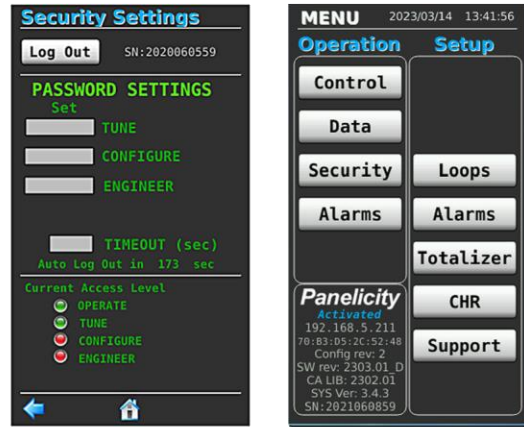 Security Settings
Log Out SN:2020060559
PASSWORD SETTINGS
Set
TUNE
CONFIGURE
ENGINEER
TIMEOUT (sec)
Auto Log Out in 173 sec
Current Access Level
OPERATE
TUNE
CONFIGURE
ENGINEER
MENU 2023/03/14 13:41:56
Operation Setup
Control
Data
Security Loops
Alarms Alarms
Totalizer
CHR
Support
Panelicity
Activated
192.168.5.211
70:B3:D5:2C:52:48
Config rev: 2
SW rev: 2303.01_D
CA LIB: 2302.01
SYS Ver: 3.4.3
SN:2021060859